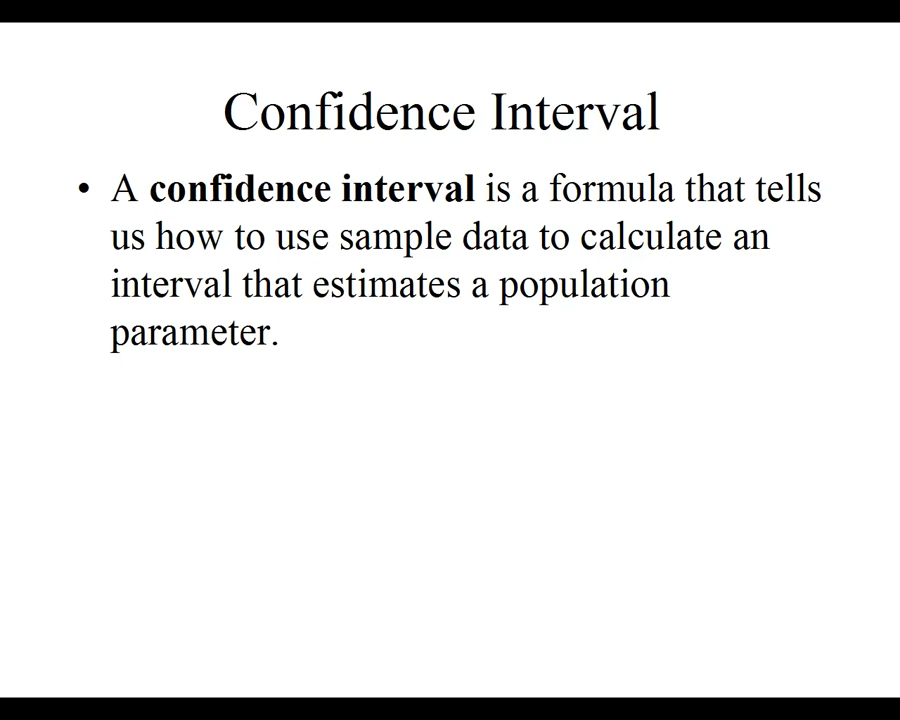 Confidence Interval
• A confidence interval is a formula that tells
us how to use sample data to calculate an
interval that estimates a population
parameter.